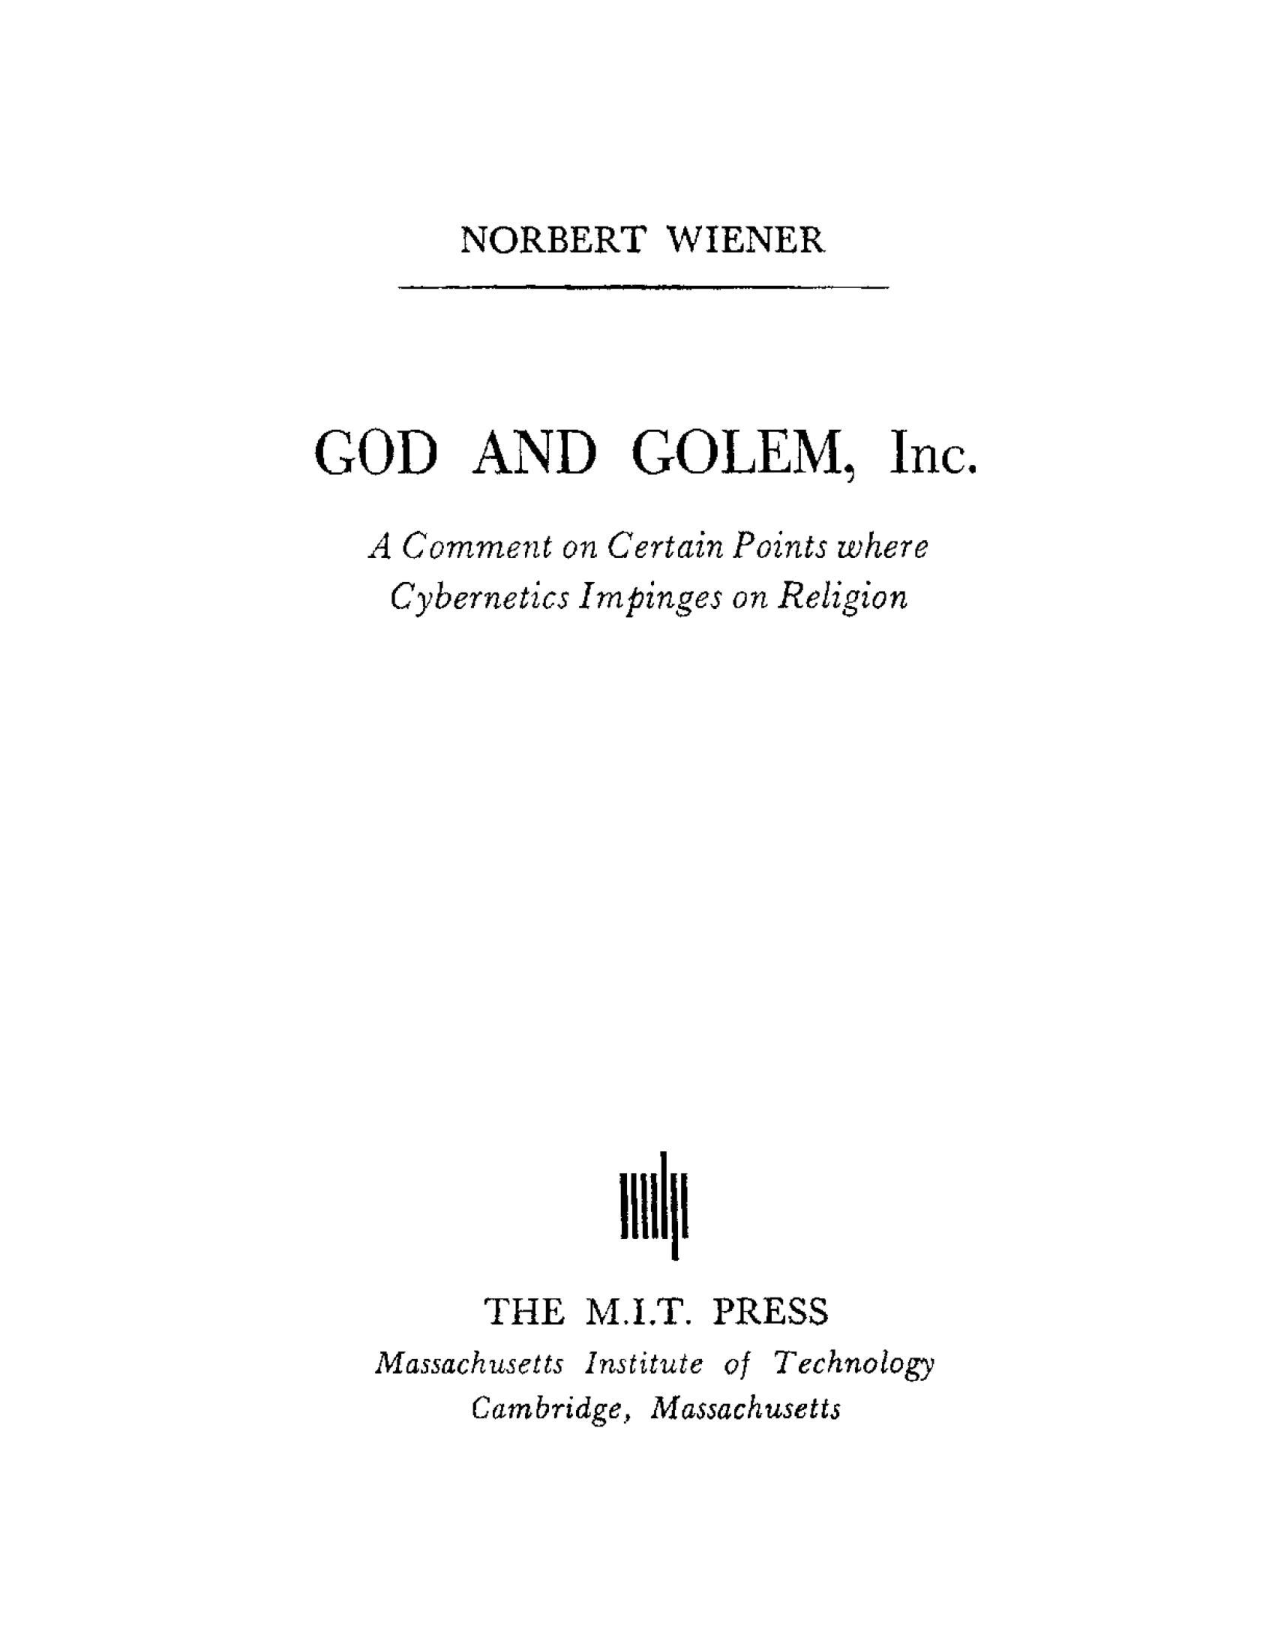 NORBERT WIENER
GOD AND GOLEM, Inc.
A Comment on Certain Points where
Cybernetics Impinges on Religion
THE M.I.T. PRESS
Massachusetts Institute of Technology
Cambridge, Massachusetts